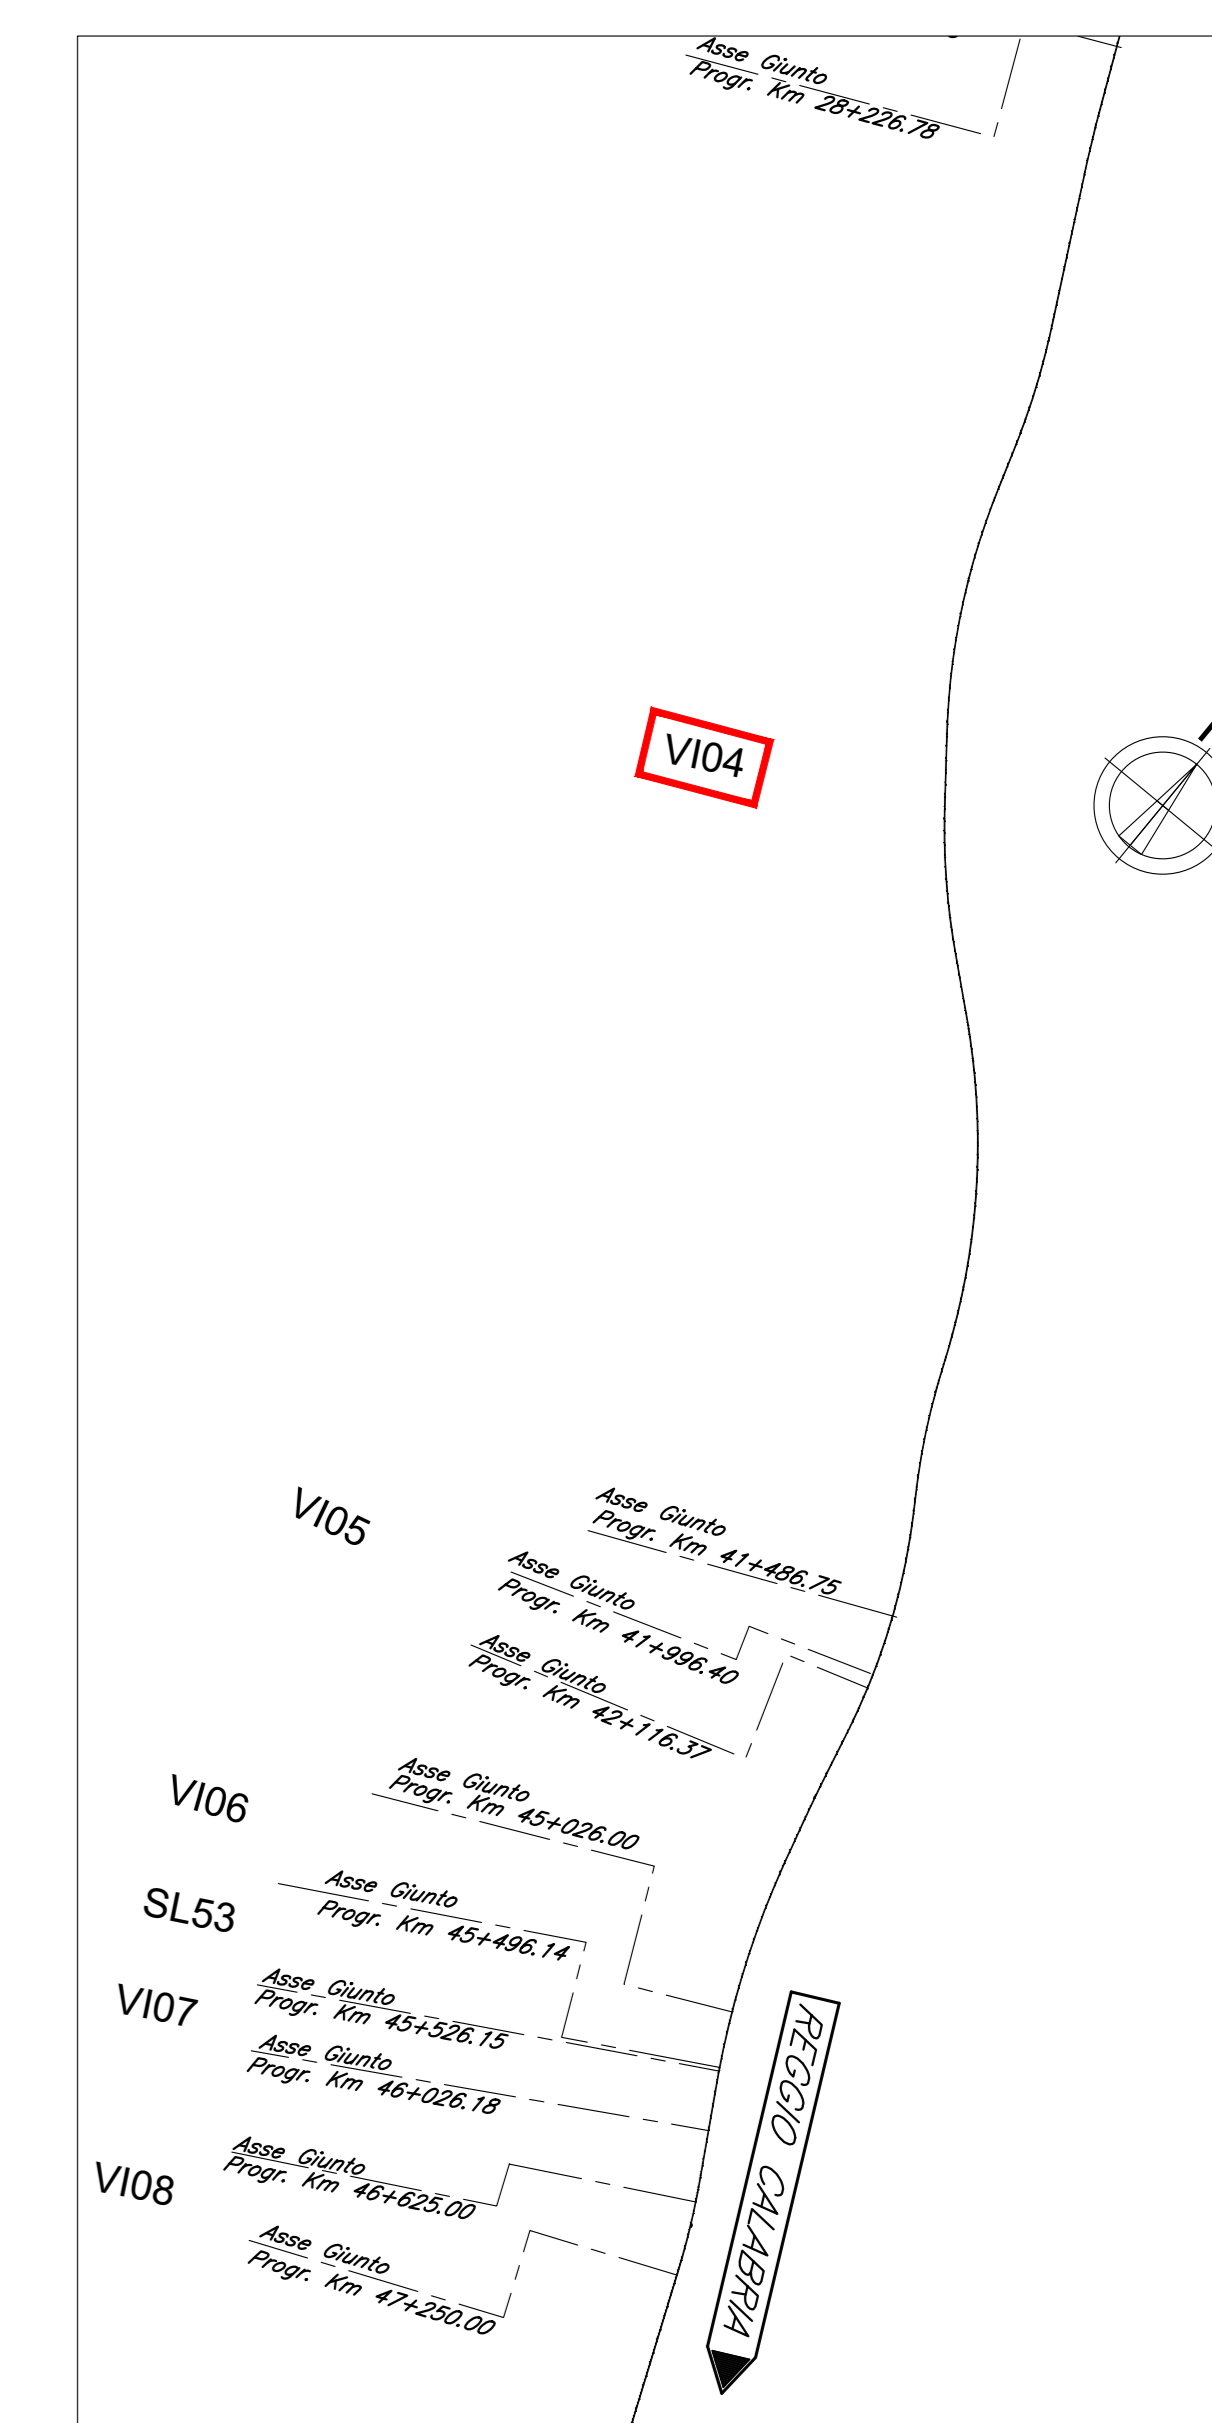 Asse Giunto
Progr. Km 28+226.78
VI04
VI05
Asse Giunto
Progr. Km 41+486.75
Asse Giunto
Progr. Km 41+996.40
Asse Giunto
Progr. Km 42+116.37
VI06
Asse Giunto
Progr. Km 45+026.00
SL53
Asse Giunto
Progr. Km 45+496.14
VI07
Asse Giunto
Progr. Km 45+526.15
Asse Giunto
Progr. Km 46+026.18
VI08
Asse Giunto
Progr. Km 46+625.00
Asse Giunto
Progr. Km 47+250.00
REGGIO CALABRIA